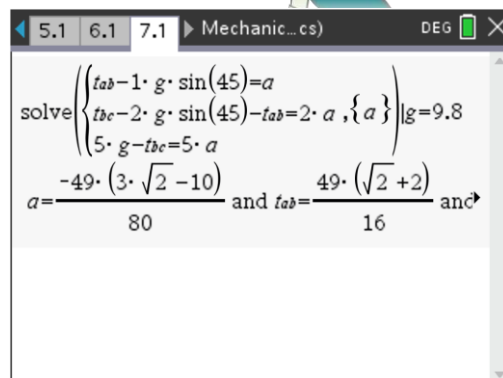 5.1 6.1 7.1 Mechanic...cs) DEG
solve({tab−1·g·sin(45)=a
tbc−2·g·sin(45)−tab=2·a ,{a})|g=9.8
5·g−tbc=5·a
a=−49·(3·√2−10)/80 and tab=49·(√2+2)/16 and